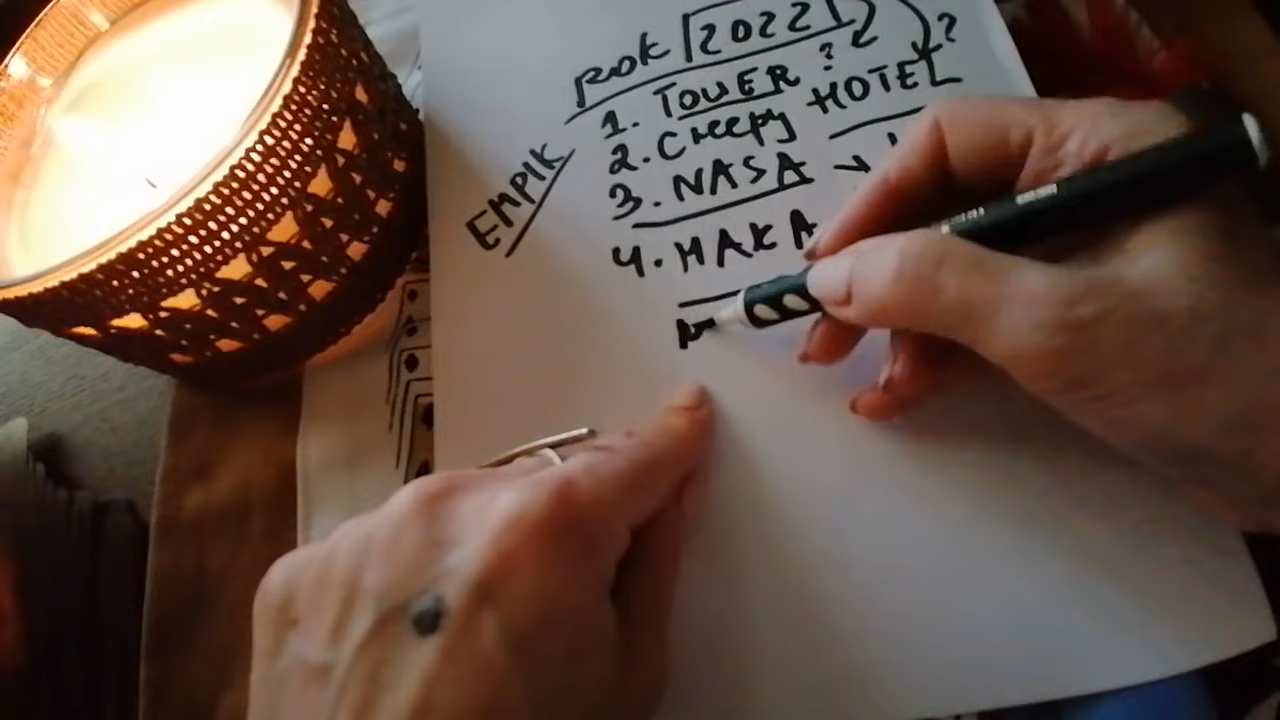 rok 2022
1. TOWER ?
2. Creepy HOTEL ?
3. NASA →
4. MAKA
EMPIK